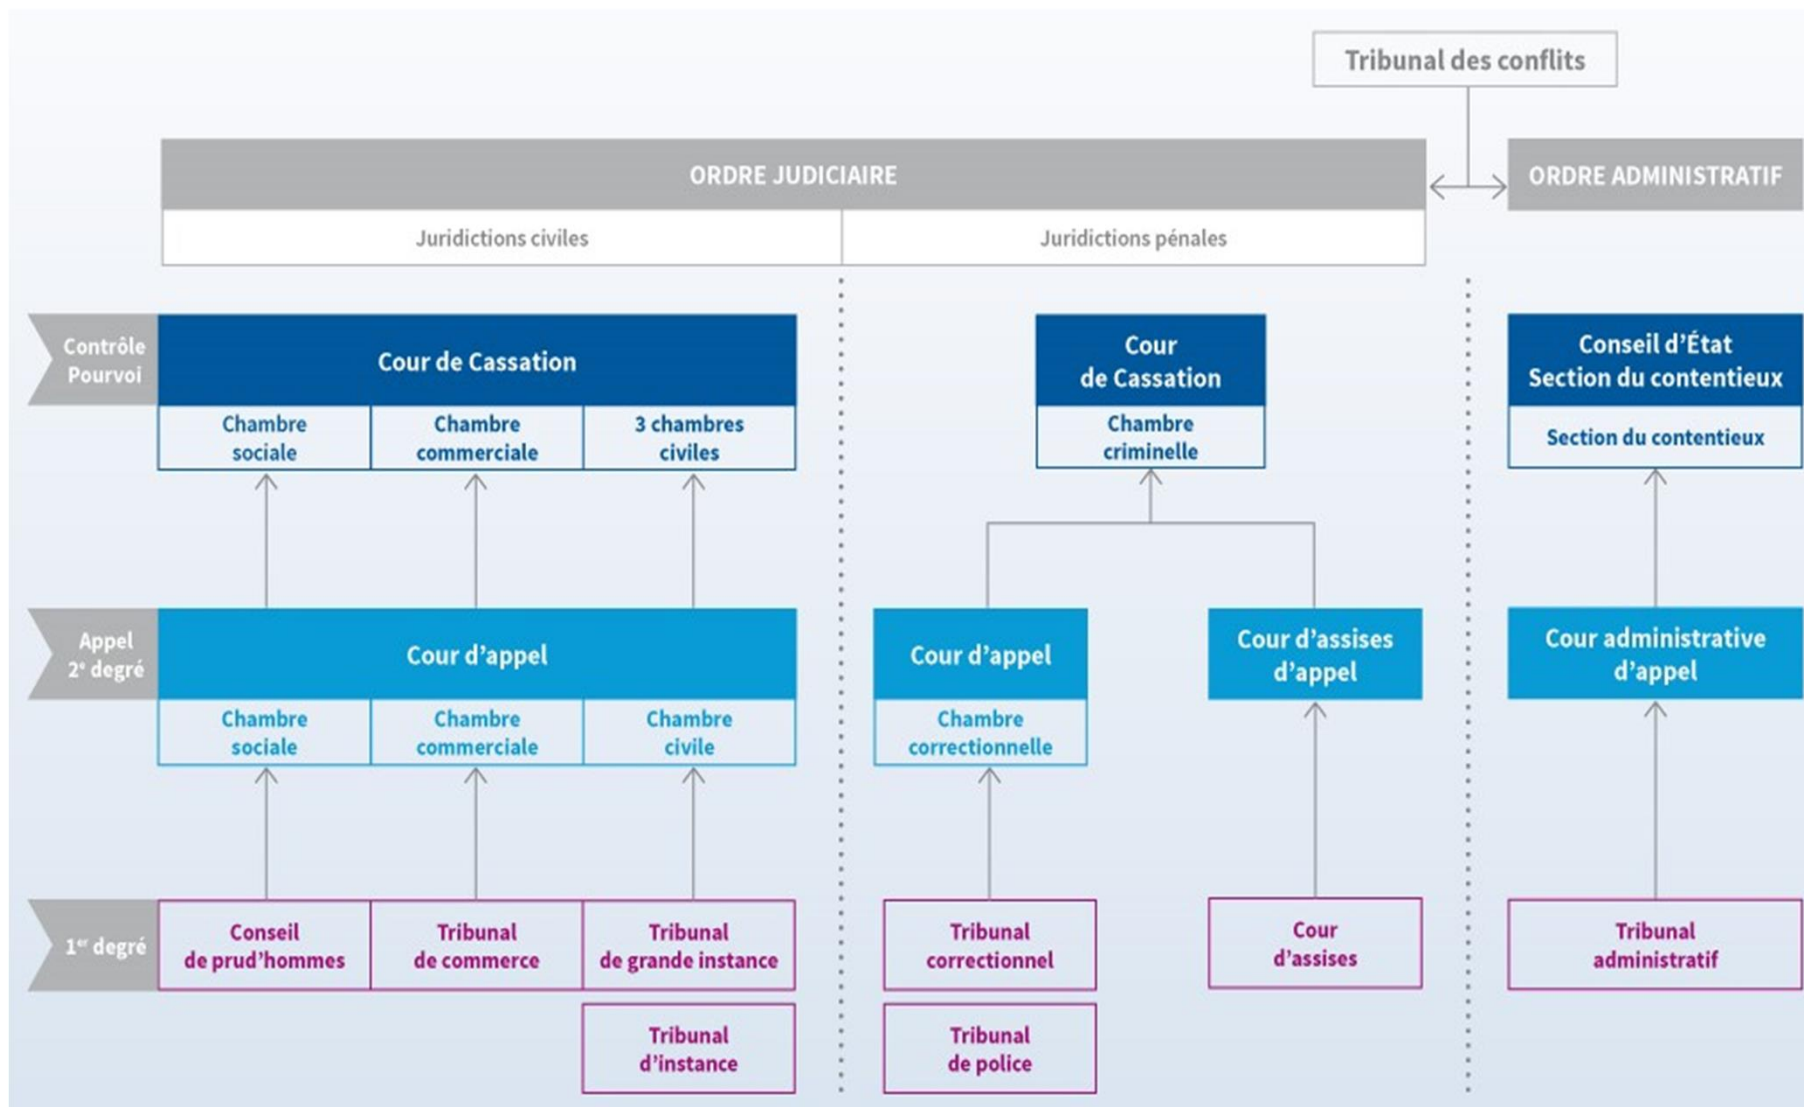 Tribunal des conflits
ORDRE JUDICIAIRE
ORDRE ADMINISTRATIF
Juridictions civiles
Juridictions pénales
Contrôle
Pourvoi
Cour de Cassation
Cour
de Cassation
Conseil d'État
Section du contentieux
Chambre
sociale
Chambre
commerciale
3 chambres
civiles
Chambre
criminelle
Section du contentieux
Appel
2e degré
Cour d'appel
Cour d'appel
Cour d'assises
d'appel
Cour administrative
d'appel
Chambre
sociale
Chambre
commerciale
Chambre
civile
Chambre
correctionnelle
1er degré
Conseil
de prud'hommes
Tribunal
de commerce
Tribunal
de grande instance
Tribunal
correctionnel
Cour
d'assises
Tribunal
administratif
Tribunal
d'instance
Tribunal
de police